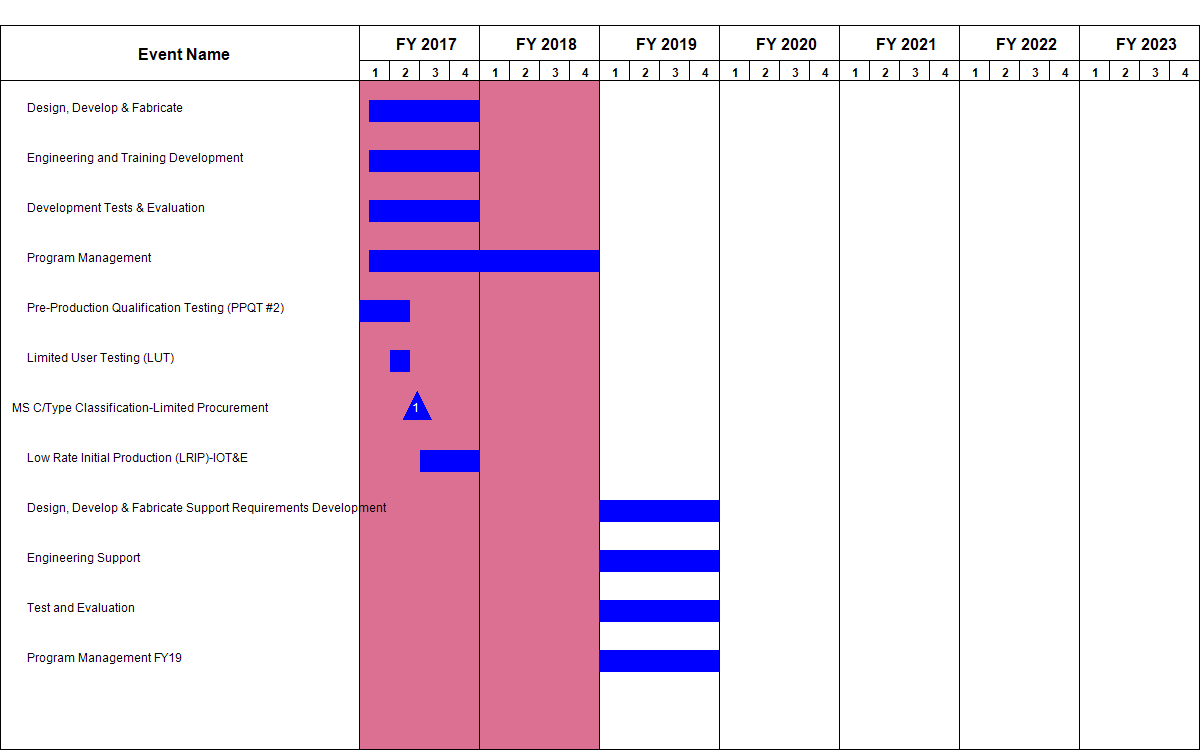 Event Name
FY 2017 FY 2018 FY 2019 FY 2020 FY 2021 FY 2022 FY 2023
1 2 3 4 1 2 3 4 1 2 3 4 1 2 3 4 1 2 3 4 1 2 3 4 1 2 3 4
Design, Develop & Fabricate
Engineering and Training Development
Development Tests & Evaluation
Program Management
Pre-Production Qualification Testing (PPQT #2)
Limited User Testing (LUT)
MS C/Type Classification-Limited Procurement 1
Low Rate Initial Production (LRIP)-IOT&E
Design, Develop & Fabricate Support Requirements Development
Engineering Support
Test and Evaluation
Program Management FY19